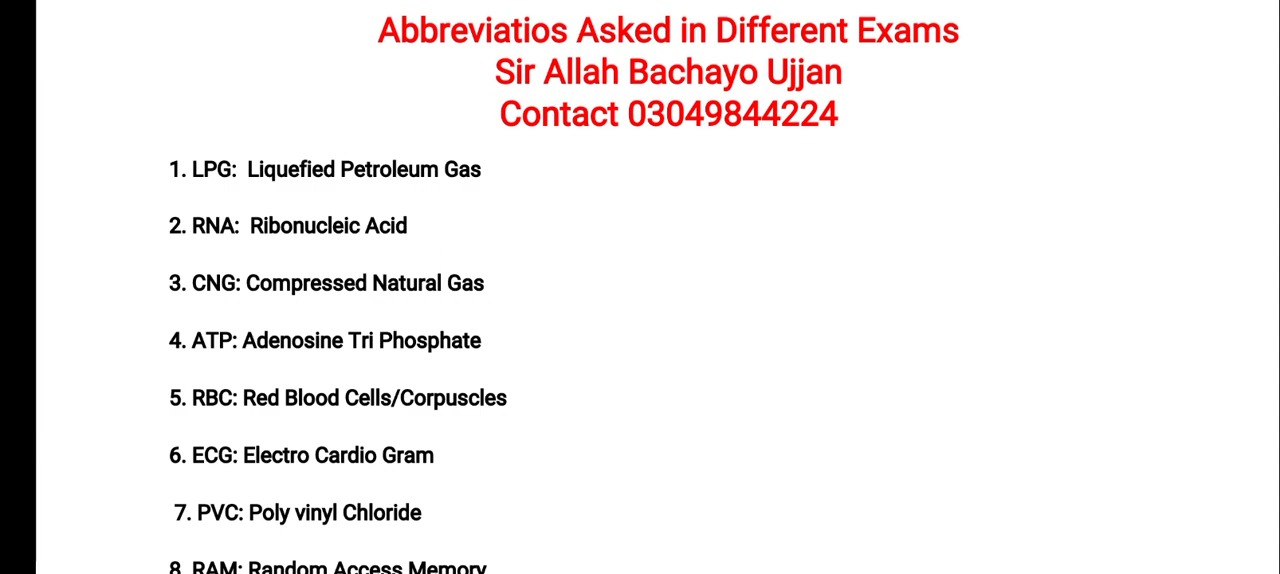 Abbreviatios Asked in Different Exams
Sir Allah Bachayo Ujjan
Contact 03049844224
1. LPG:  Liquefied Petroleum Gas
2. RNA:  Ribonucleic Acid
3. CNG: Compressed Natural Gas
4. ATP: Adenosine Tri Phosphate
5. RBC: Red Blood Cells/Corpuscles
6. ECG: Electro Cardio Gram
7. PVC: Poly vinyl Chloride
8. RAM: Random Access Memory